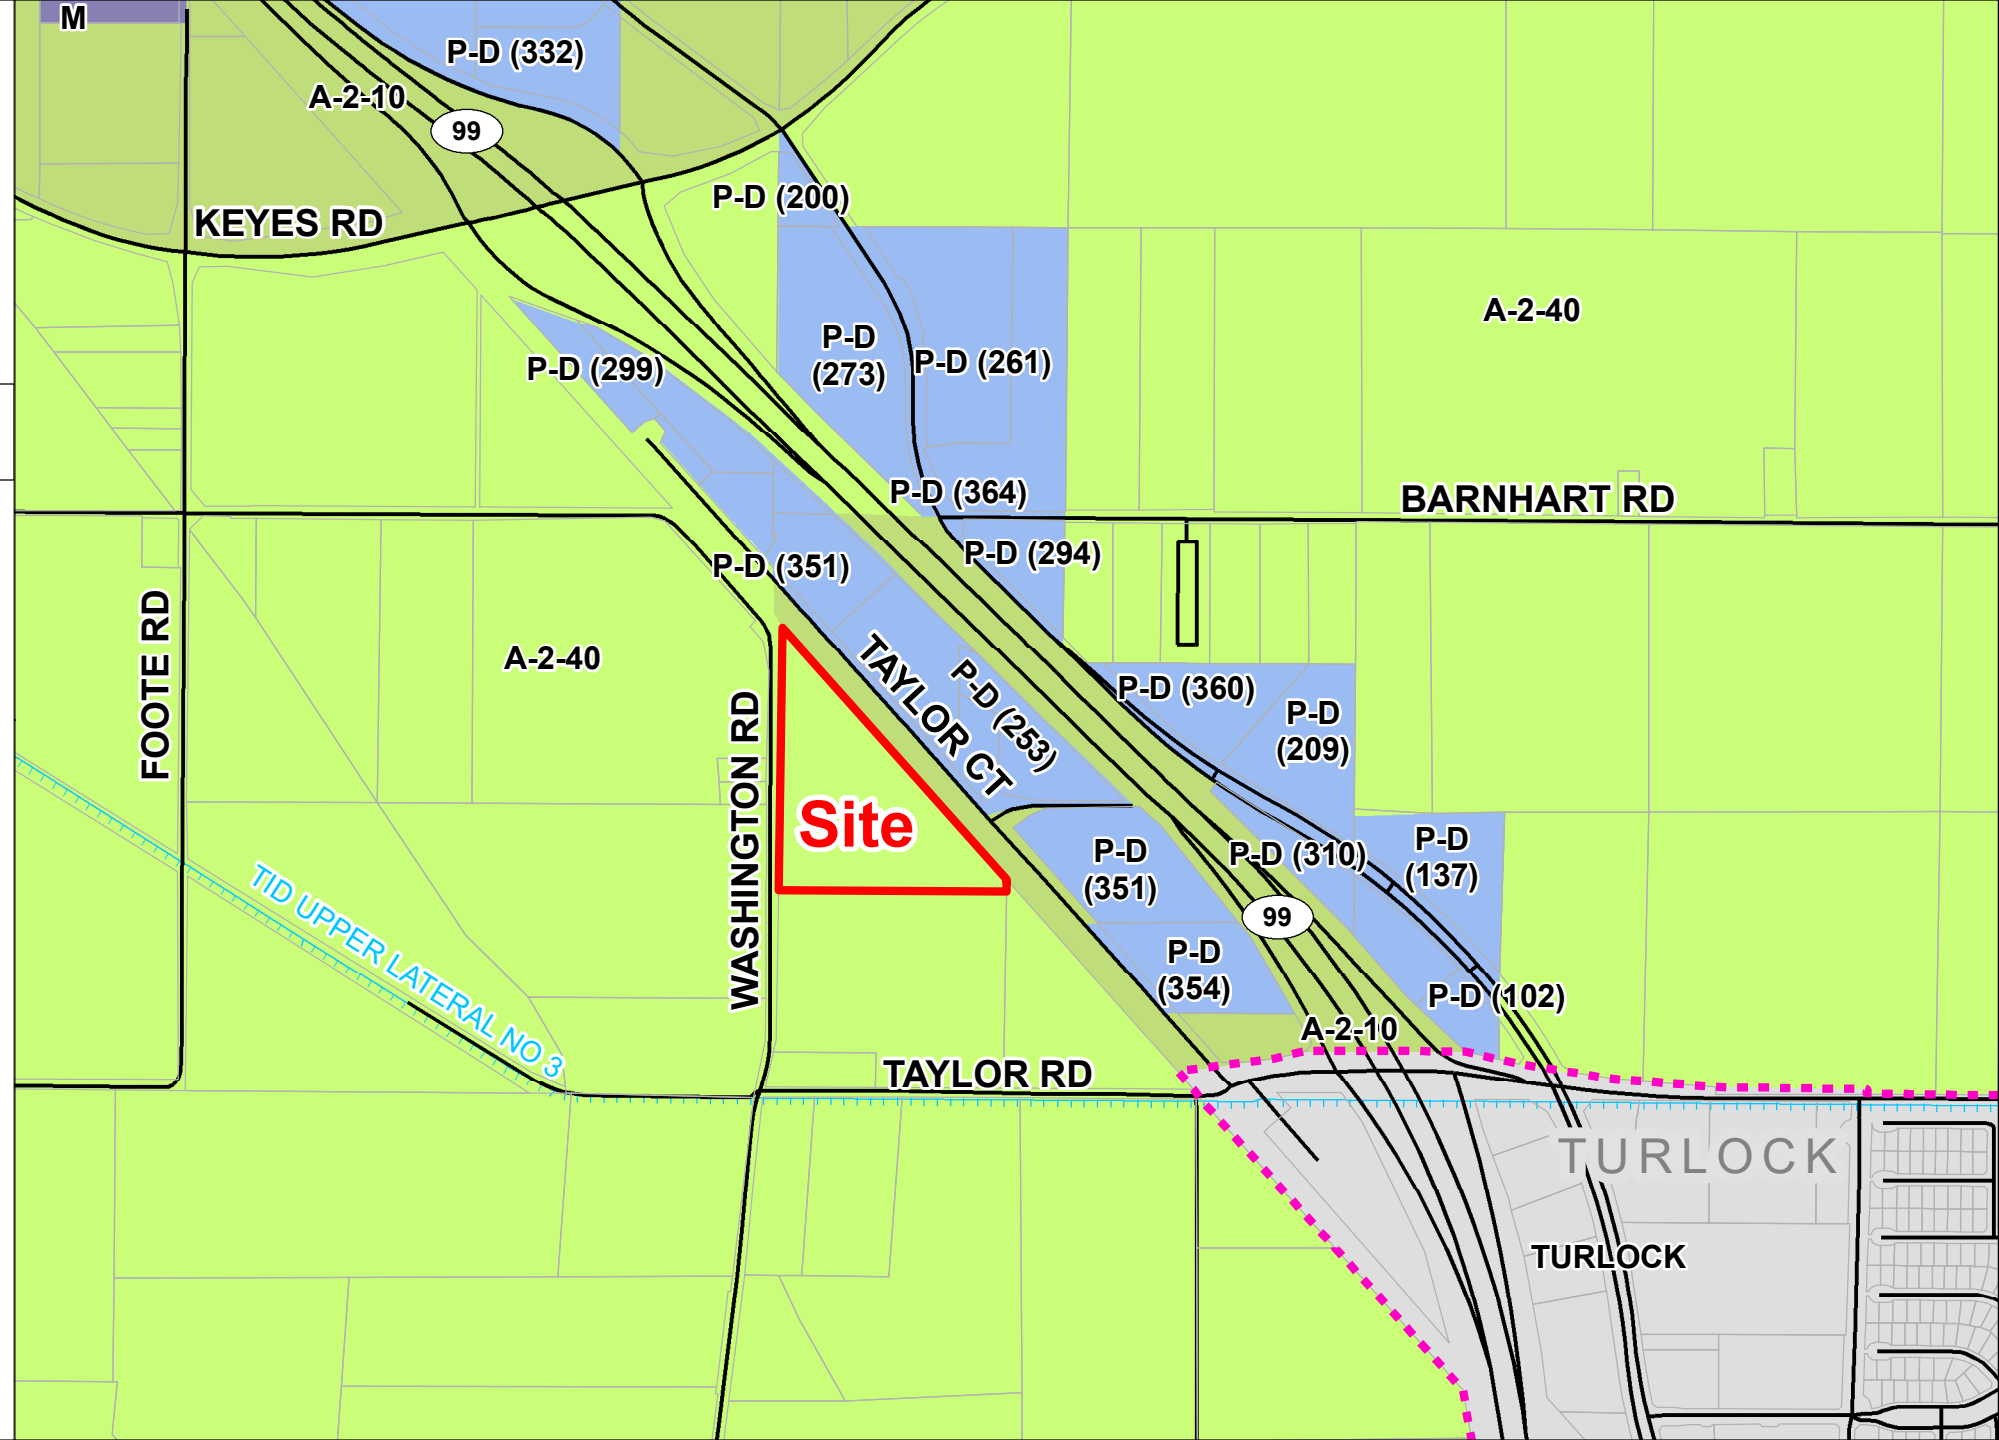 M
P-D (332)
A-2-10
99
P-D (200)
KEYES RD
A-2-40
P-D
(273)
P-D (261)
P-D (299)
P-D (364)
BARNHART RD
P-D (294)
P-D (351)
FOOTE RD
A-2-40
TAYLOR CT
P-D (253)
P-D (360)
P-D
(209)
WASHINGTON RD
Site
P-D
(351)
P-D (310)
P-D
(137)
99
TID UPPER LATERAL NO 3
P-D
(354)
P-D (102)
A-2-10
TAYLOR RD
TURLOCK
TURLOCK